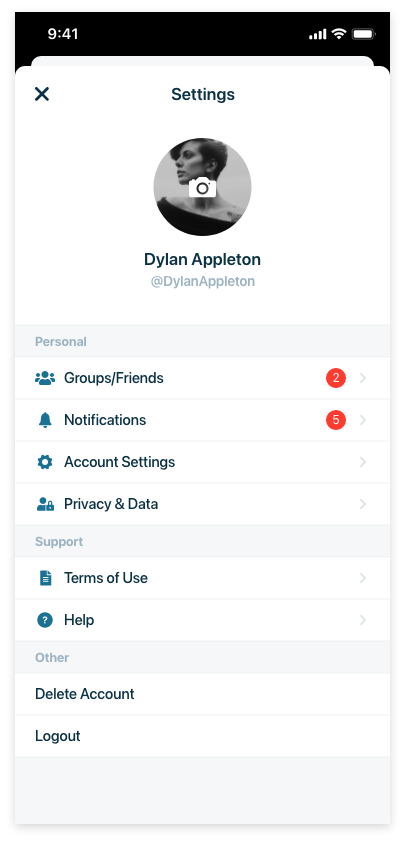 9:41
Settings
Dylan Appleton
@DylanAppleton
Personal
Groups/Friends 2
Notifications 5
Account Settings
Privacy & Data
Support
Terms of Use
Help
Other
Delete Account
Logout